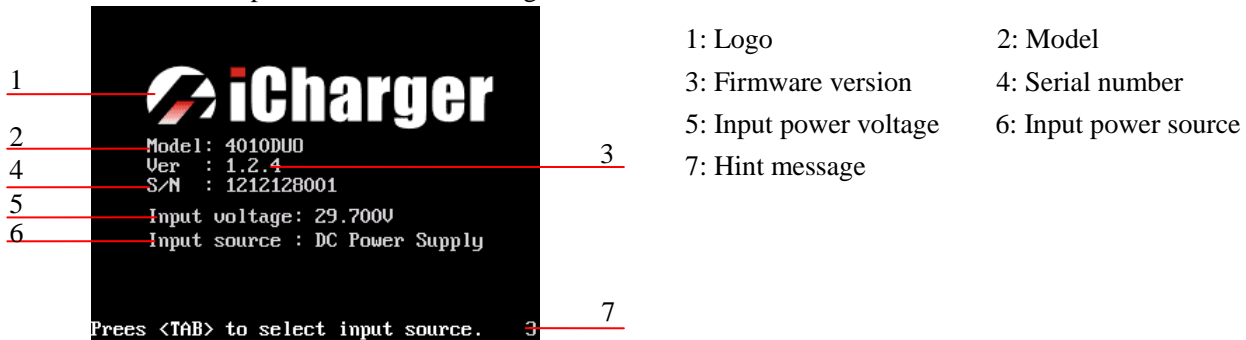 1: Logo 2: Model
3: Firmware version 4: Serial number
5: Input power voltage 6: Input power source
7: Hint message
1
iCharger
2
Model: 4010DUO
Ver : 1.2.4
3
4
S/N : 1212128001
5
Input voltage: 29.700V
6
Input source : DC Power Supply
7
Prees <TAB> to select input source. 3